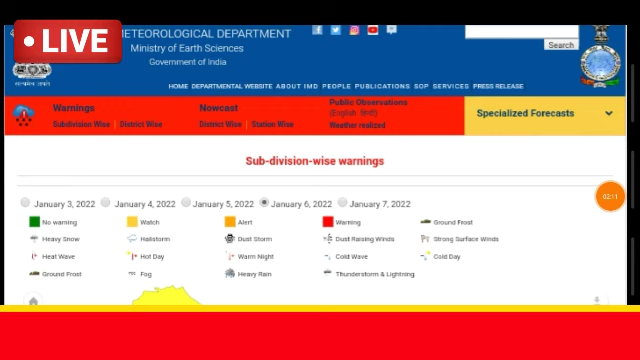 LIVE
METEOROLOGICAL DEPARTMENT
Ministry of Earth Sciences
Government of India
Search
सत्यमेव जयते
HOME DEPARTMENTAL WEBSITE ABOUT IMD PEOPLE PUBLICATIONS SOP SERVICES PRESS RELEASE
Warnings
Subdivision Wise | District Wise
Nowcast
District Wise | Station Wise
Public Observations
(English हिन्दी)
Weather realized
Specialized Forecasts
Sub-division-wise warnings
January 3, 2022 January 4, 2022 January 5, 2022 January 6, 2022 January 7, 2022
02:11
No warning Watch Alert Warning Ground Frost
Heavy Snow Hailstorm Dust Storm Dust Raising Winds Strong Surface Winds
Heat Wave Hot Day Warm Night Cold Wave Cold Day
Ground Frost Fog Heavy Rain Thunderstorm & Lightning